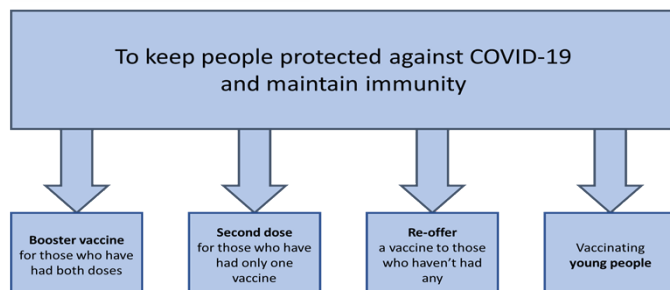 To keep people protected against COVID-19
and maintain immunity
Booster vaccine
for those who have
had both doses
Second dose
for those who have
had only one
vaccine
Re-offer
a vaccine to those
who haven't had
any
Vaccinating
young people